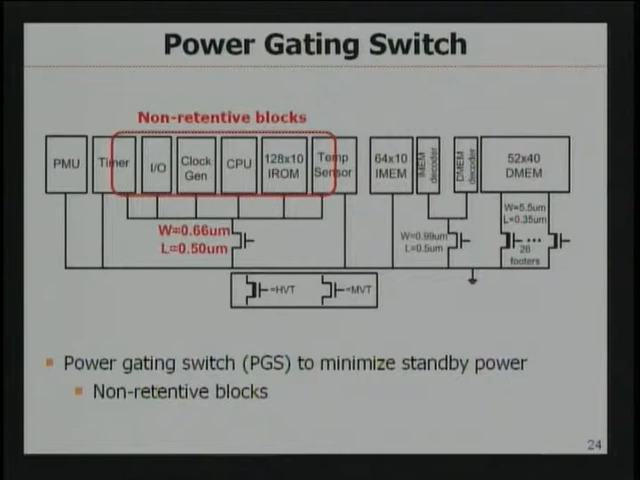 Power Gating Switch
Non-retentive blocks
PMU
Timer
I/O
Clock
Gen
CPU
128x10
IROM
Temp
Sensor
64x10
IMEM
IMEM
decoder
DMEM
decoder
52x40
DMEM
W=0.66um
L=0.50um
W=0.99um
L=0.5um
W=5.5um
L=0.35um
26
footers
=HVT
=MVT
Power gating switch (PGS) to minimize standby power
Non-retentive blocks
24